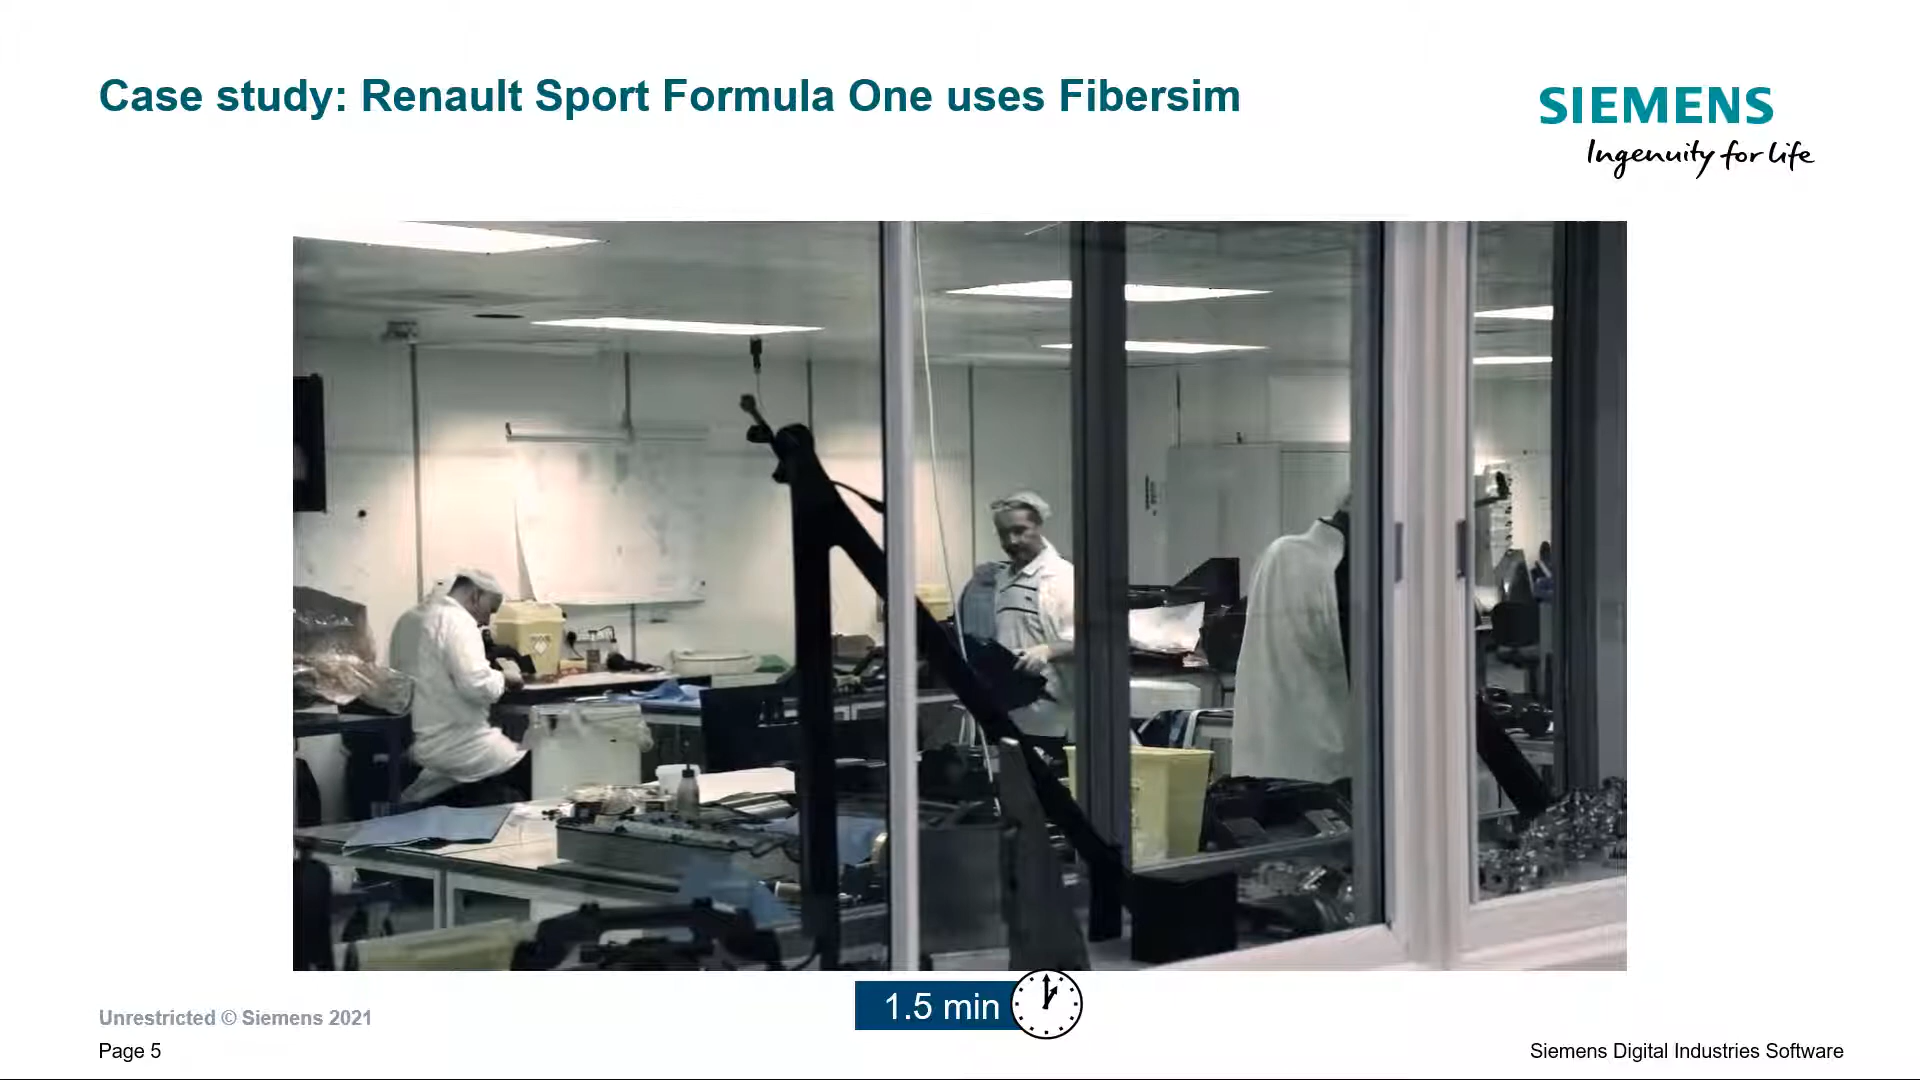 Case study: Renault Sport Formula One uses Fibersim
SIEMENS
Ingenuity for life
1.5 min
Unrestricted © Siemens 2021
Page 5
Siemens Digital Industries Software